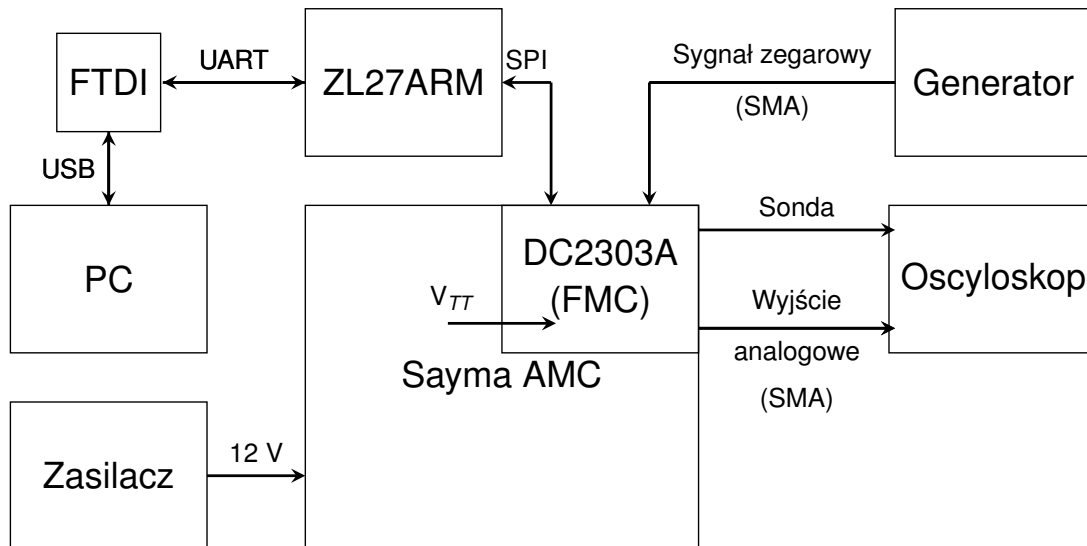 FTDI
UART
ZL27ARM
SPI
Sygnał zegarowy
(SMA)
Generator
USB
PC
DC2303A
(FMC)
V_TT
Sayma AMC
Sonda
Wyjście
analogowe
(SMA)
Oscyloskop
Zasilacz
12 V